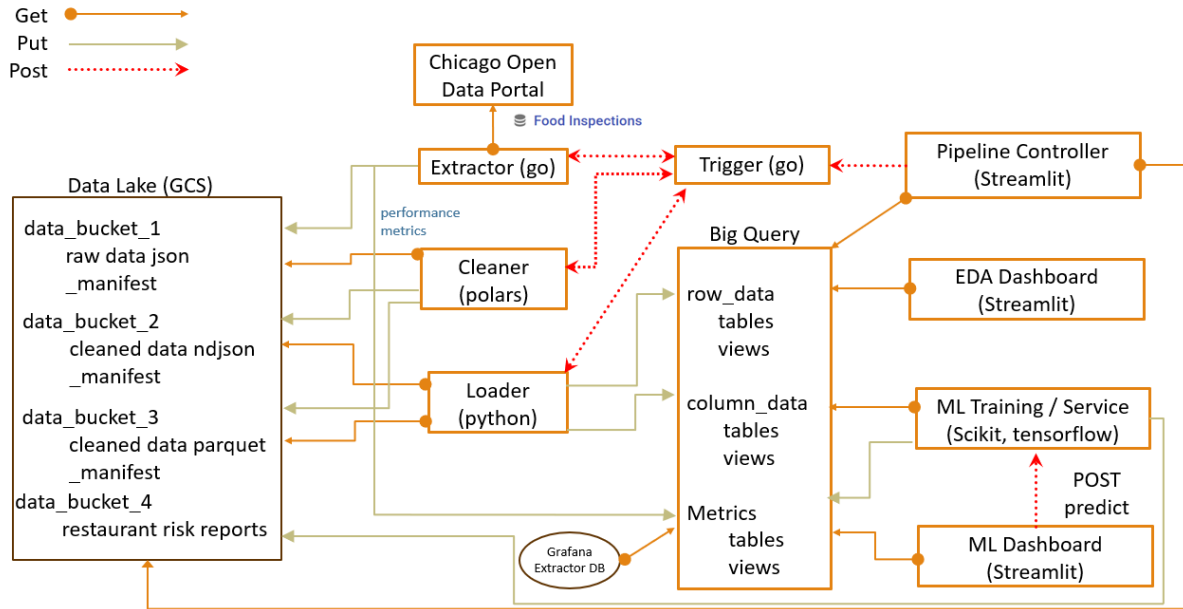 Get
Put
Post
Chicago Open
Data Portal
Food Inspections
Extractor (go)
Trigger (go)
Pipeline Controller
(Streamlit)
Data Lake (GCS)
data_bucket_1
raw data json
_manifest
data_bucket_2
cleaned data ndjson
_manifest
data_bucket_3
cleaned data parquet
_manifest
data_bucket_4
restaurant risk reports
performance
metrics
Cleaner
(polars)
Loader
(python)
Grafana
Extractor DB
Big Query
row_data
tables
views
column_data
tables
views
Metrics
tables
views
EDA Dashboard
(Streamlit)
ML Training / Service
(Scikit, tensorflow)
POST
predict
ML Dashboard
(Streamlit)